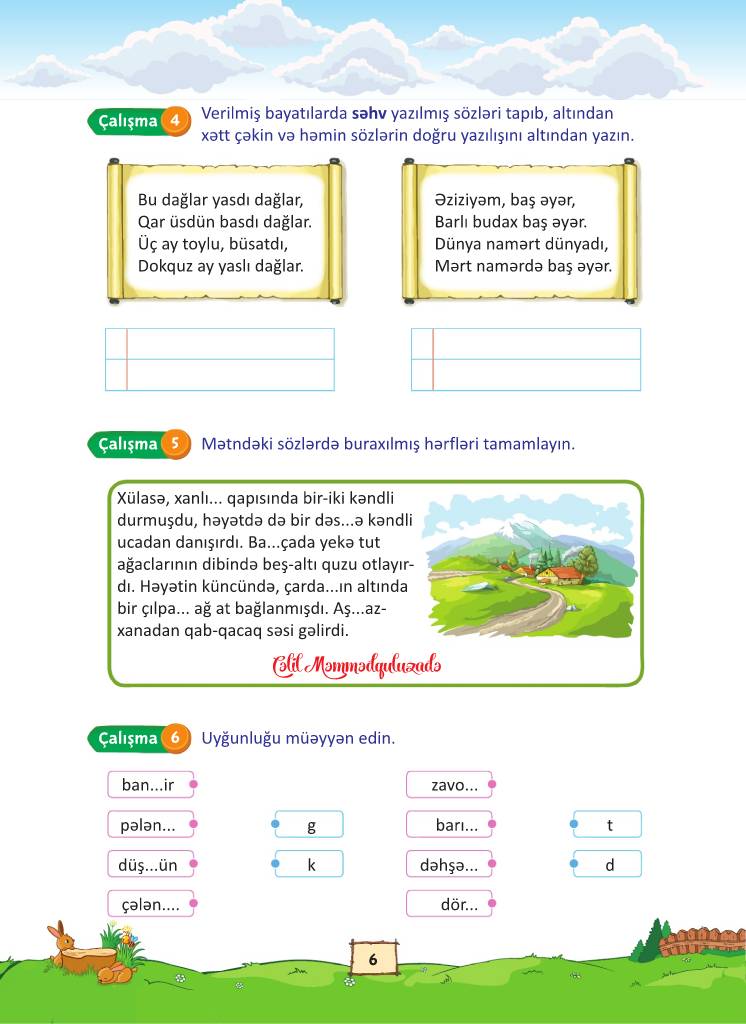 Çalışma 4
Verilmiş bayatılarda səhv yazılmış sözləri tapıb, altından
xətt çəkin və həmin sözlərin doğru yazılışını altından yazın.
Bu dağlar yasdı dağlar,
Qar üsdün basdı dağlar.
Üç ay toylu, büsatdı,
Dokquz ay yaslı dağlar.
Əziziyəm, baş əyər,
Barlı budax baş əyər.
Dünya namərt dünyadı,
Mərt namərdə baş əyər.
Çalışma 5
Mətndəki sözlərdə buraxılmış hərfləri tamamlayın.
Xülasə, xanlı... qapısında bir-iki kəndli
durmuşdu, həyətdə də bir dəs...ə kəndli
ucadan danışırdı. Ba...çada yekə tut
ağaclarının dibində beş-altı quzu otlayır-
dı. Həyətin küncündə, çarda...ın altında
bir çılpa... ağ at bağlanmışdı. Aş...az-
xanadan qab-qacaq səsi gəlirdi.
Cəlil Məmmədquluzadə
Çalışma 6
Uyğunluğu müəyyən edin.
ban...ir
zavo...
pələn...
g
barı...
t
düş...ün
k
dəhşə...
d
çələn....
dör...
6